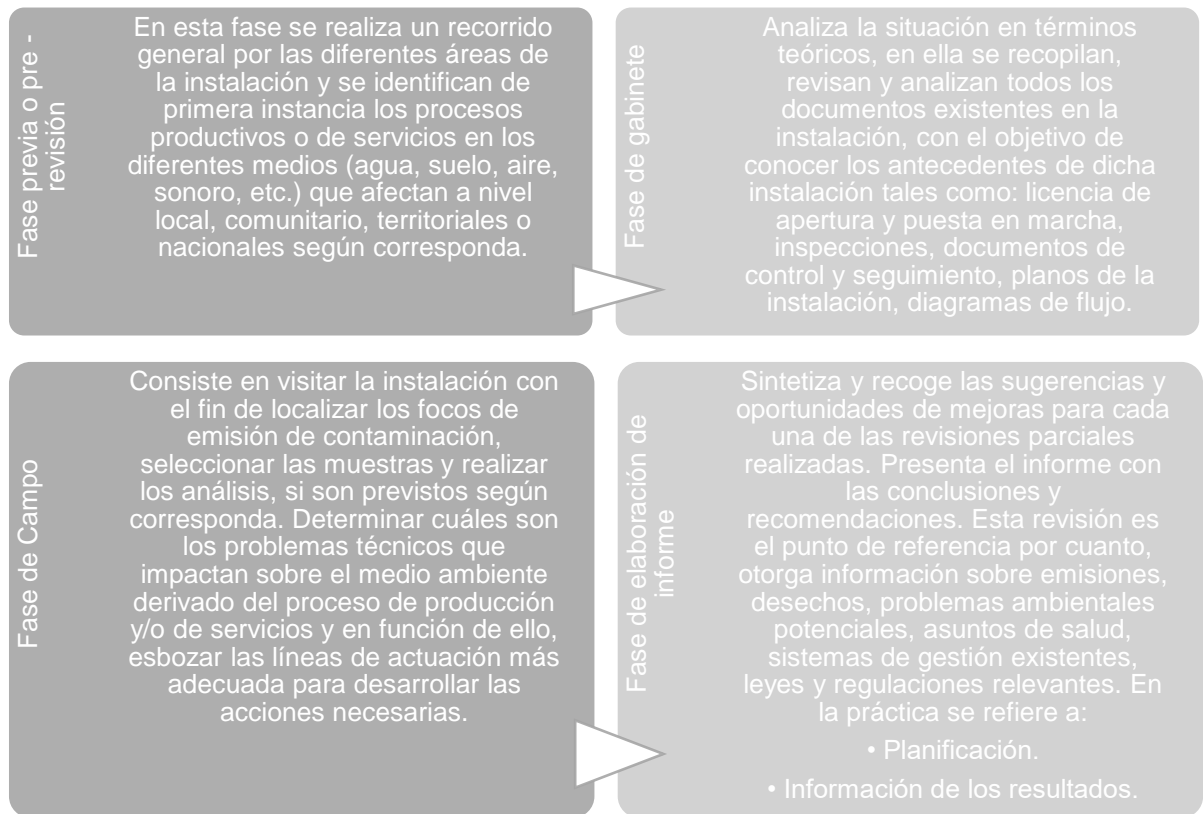 Fase previa o pre -
revisión
En esta fase se realiza un recorrido
general por las diferentes áreas de
la instalación y se identifican de
primera instancia los procesos
productivos o de servicios en los
diferentes medios (agua, suelo, aire,
sonoro, etc.) que afectan a nivel
local, comunitario, territoriales o
nacionales según corresponda.
Fase de gabinete
Analiza la situación en términos
teóricos, en ella se recopilan,
revisan y analizan todos los
documentos existentes en la
instalación, con el objetivo de
conocer los antecedentes de dicha
instalación tales como: licencia de
apertura y puesta en marcha,
inspecciones, documentos de
control y seguimiento, planos de la
instalación, diagramas de flujo.
Fase de Campo
Consiste en visitar la instalación con
el fin de localizar los focos de
emisión de contaminación,
seleccionar las muestras y realizar
los análisis, si son previstos según
corresponda. Determinar cuáles son
los problemas técnicos que
impactan sobre el medio ambiente
derivado del proceso de producción
y/o de servicios y en función de ello,
esbozar las líneas de actuación más
adecuada para desarrollar las
acciones necesarias.
Fase de elaboración de
informe
Sintetiza y recoge las sugerencias y
oportunidades de mejoras para cada
una de las revisiones parciales
realizadas. Presenta el informe con
las conclusiones y
recomendaciones. Esta revisión es
el punto de referencia por cuanto,
otorga información sobre emisiones,
desechos, problemas ambientales
potenciales, asuntos de salud,
sistemas de gestión existentes,
leyes y regulaciones relevantes. En
la práctica se refiere a:
• Planificación.
• Información de los resultados.